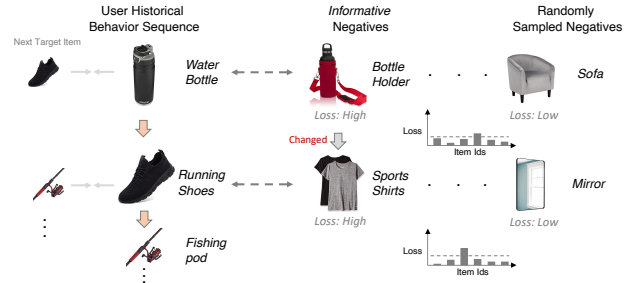 User Historical
Behavior Sequence
Informative
Negatives
Randomly
Sampled Negatives
Next Target Item
Water
Bottle
Bottle
Holder
Sofa
Loss: High
Loss: Low
Changed
Loss
Item Ids
Running
Shoes
Sports
Shirts
Mirror
Loss: High
Loss: Low
Fishing
pod
Loss
Item Ids